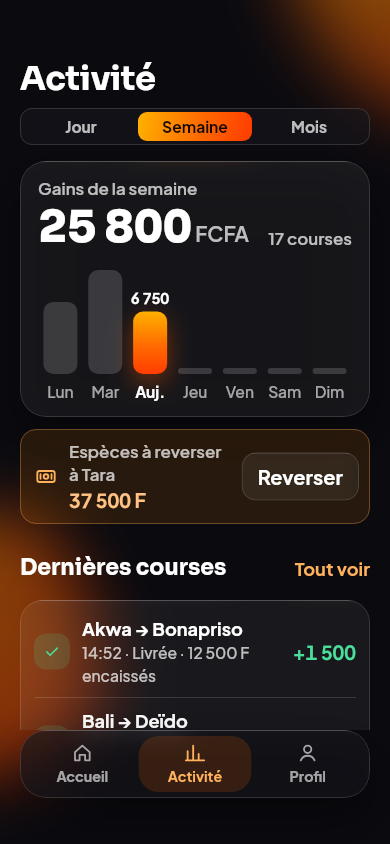 Activité
Jour Semaine Mois
Gains de la semaine
25 800 FCFA 17 courses
6 750
Lun Mar Auj. Jeu Ven Sam Dim
Espèces à reverser
à Tara
37 500 F
Reverser
Dernières courses Tout voir
Akwa → Bonapriso
14:52 · Livrée · 12 500 F
encaissés
+1 500
Bali → Deïdo
Accueil Activité Profil